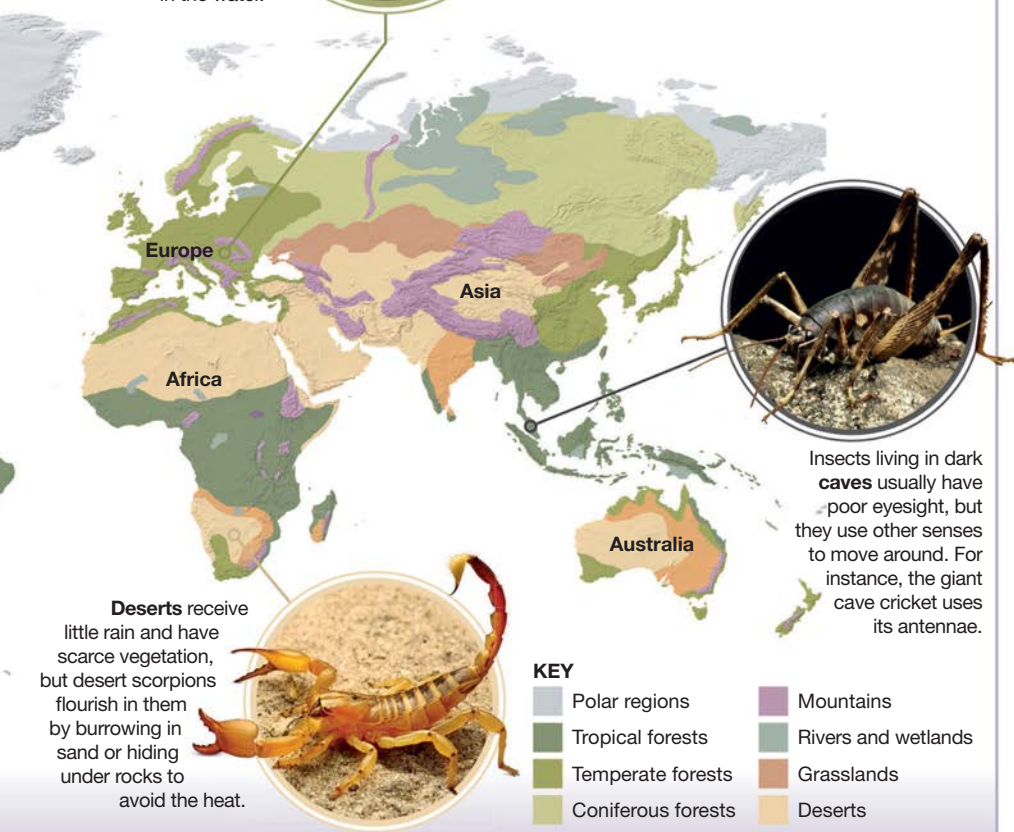 in the water.
Europe
Asia
Africa
Australia
Insects living in dark
caves usually have
poor eyesight, but
they use other senses
to move around. For
instance, the giant
cave cricket uses
its antennae.
Deserts receive
little rain and have
scarce vegetation,
but desert scorpions
flourish in them
by burrowing in
sand or hiding
under rocks to
avoid the heat.
KEY
Polar regions
Tropical forests
Temperate forests
Coniferous forests
Mountains
Rivers and wetlands
Grasslands
Deserts